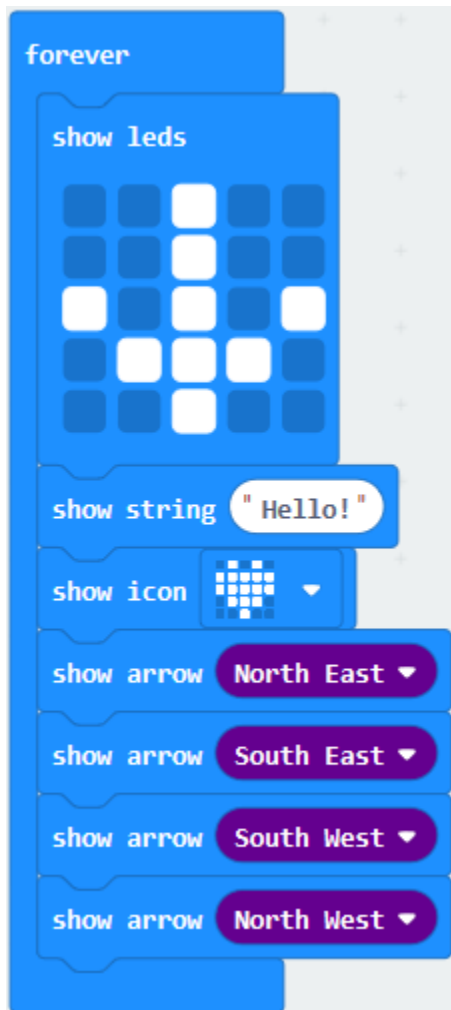 forever
show leds
show string "Hello!"
show icon
show arrow North East
show arrow South East
show arrow South West
show arrow North West